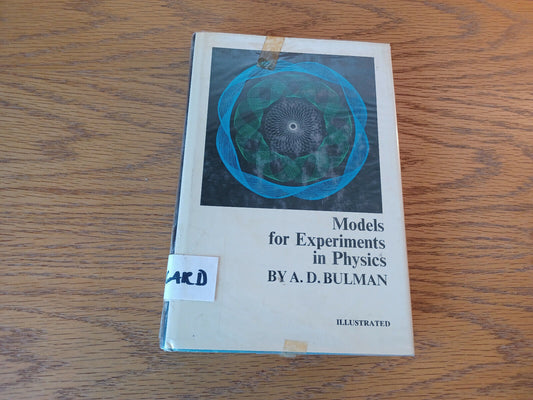 Models
for Experiments
in Physics
BY A. D. BULMAN
ARD
ILLUSTRATED